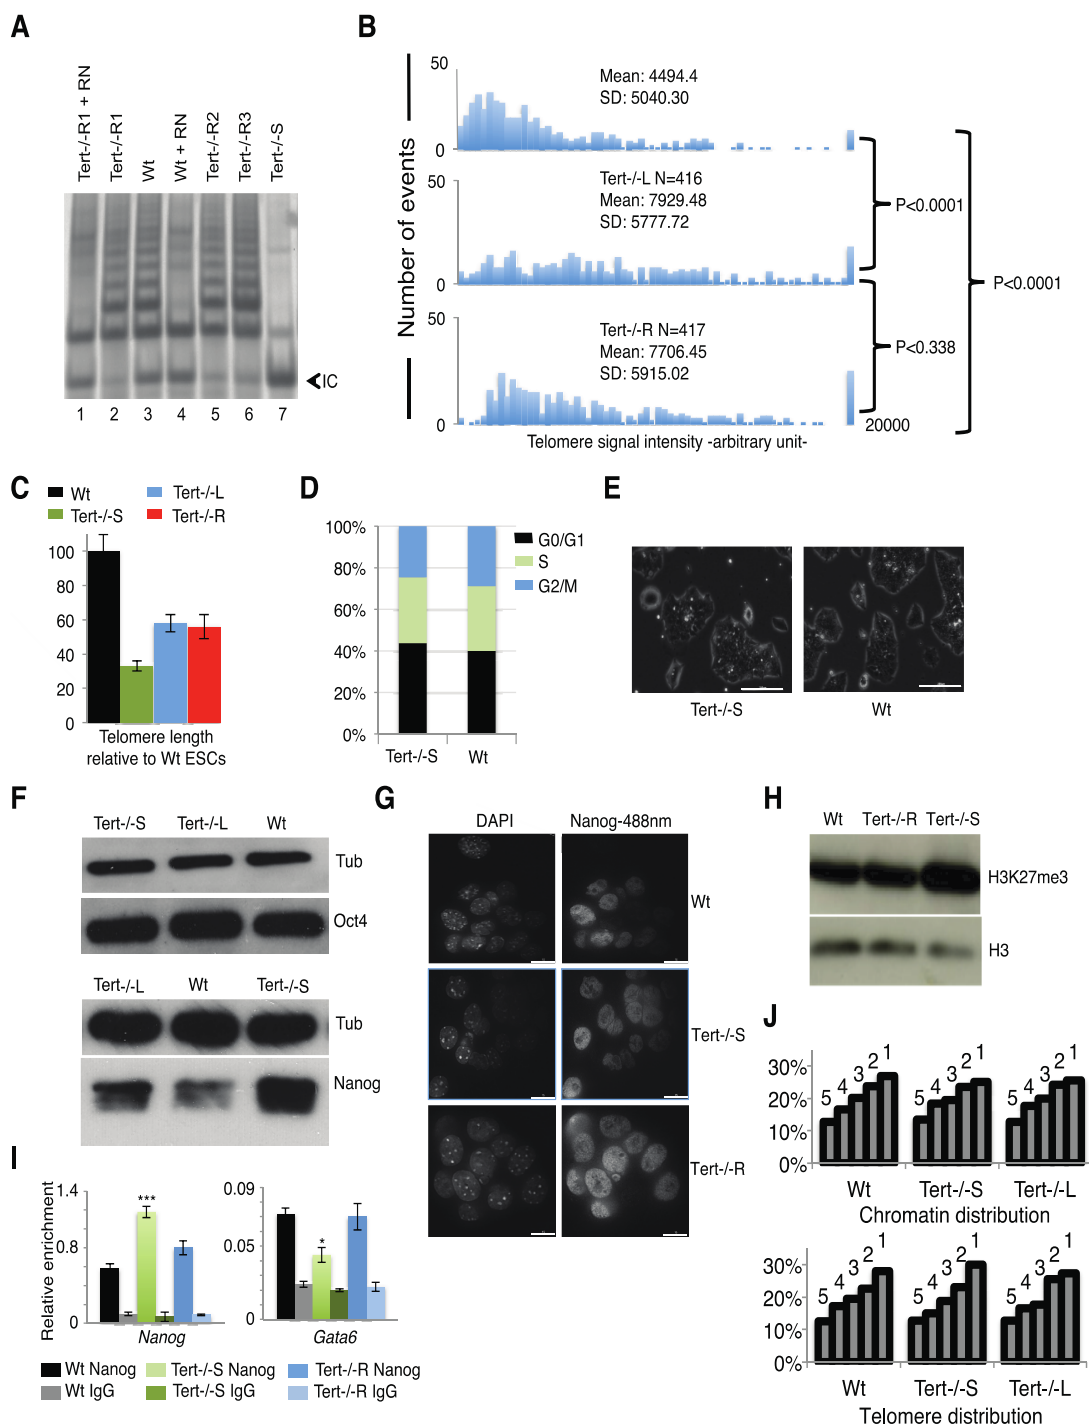 A
Tert-/-R1 + RN
Tert-/-R1
Wt
Wt + RN
Tert-/-R2
Tert-/-R3
Tert-/-S
IC
1 2 3 4 5 6 7
B
Number of events
50
0
Mean: 4494.4
SD: 5040.30
50
0
Tert-/-L N=416
Mean: 7929.48
SD: 5777.72
50
0
Tert-/-R N=417
Mean: 7706.45
SD: 5915.02
20000
Telomere signal intensity -arbitrary unit-
P<0.0001
P<0.338
P<0.0001
C
Wt
Tert-/-L
Tert-/-S
Tert-/-R
100
80
60
40
20
0
Telomere length
relative to Wt ESCs
D
100%
80%
60%
40%
20%
0%
Tert-/-S
Wt
G0/G1
S
G2/M
E
Tert-/-S
Wt
F
Tert-/-S Tert-/-L Wt
Tub
Oct4
Tert-/-L Wt Tert-/-S
Tub
Nanog
G
DAPI
Nanog-488nm
Wt
Tert-/-S
Tert-/-R
H
Wt Tert-/-R Tert-/-S
H3K27me3
H3
I
Relative enrichment
1.4
0.8
0
***
Nanog
0.09
0.05
0
*
Gata6
Wt Nanog
Tert-/-S Nanog
Tert-/-R Nanog
Wt IgG
Tert-/-S IgG
Tert-/-R IgG
J
30%
20%
10%
0%
5 4 3 2 1
5 4 3 2 1
5 4 3 2 1
Wt
Tert-/-S
Tert-/-L
Chromatin distribution
30%
20%
10%
0%
5 4 3 2 1
5 4 3 2 1
5 4 3 2 1
Wt
Tert-/-S
Tert-/-L
Telomere distribution